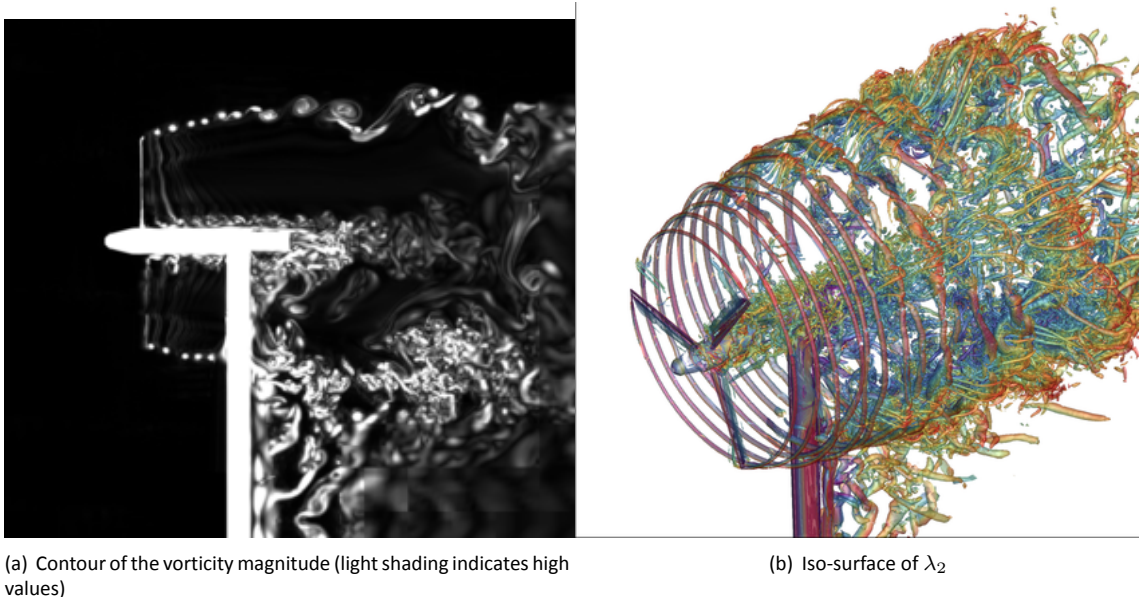 (a) Contour of the vorticity magnitude (light shading indicates high
values)
(b) Iso-surface of λ₂